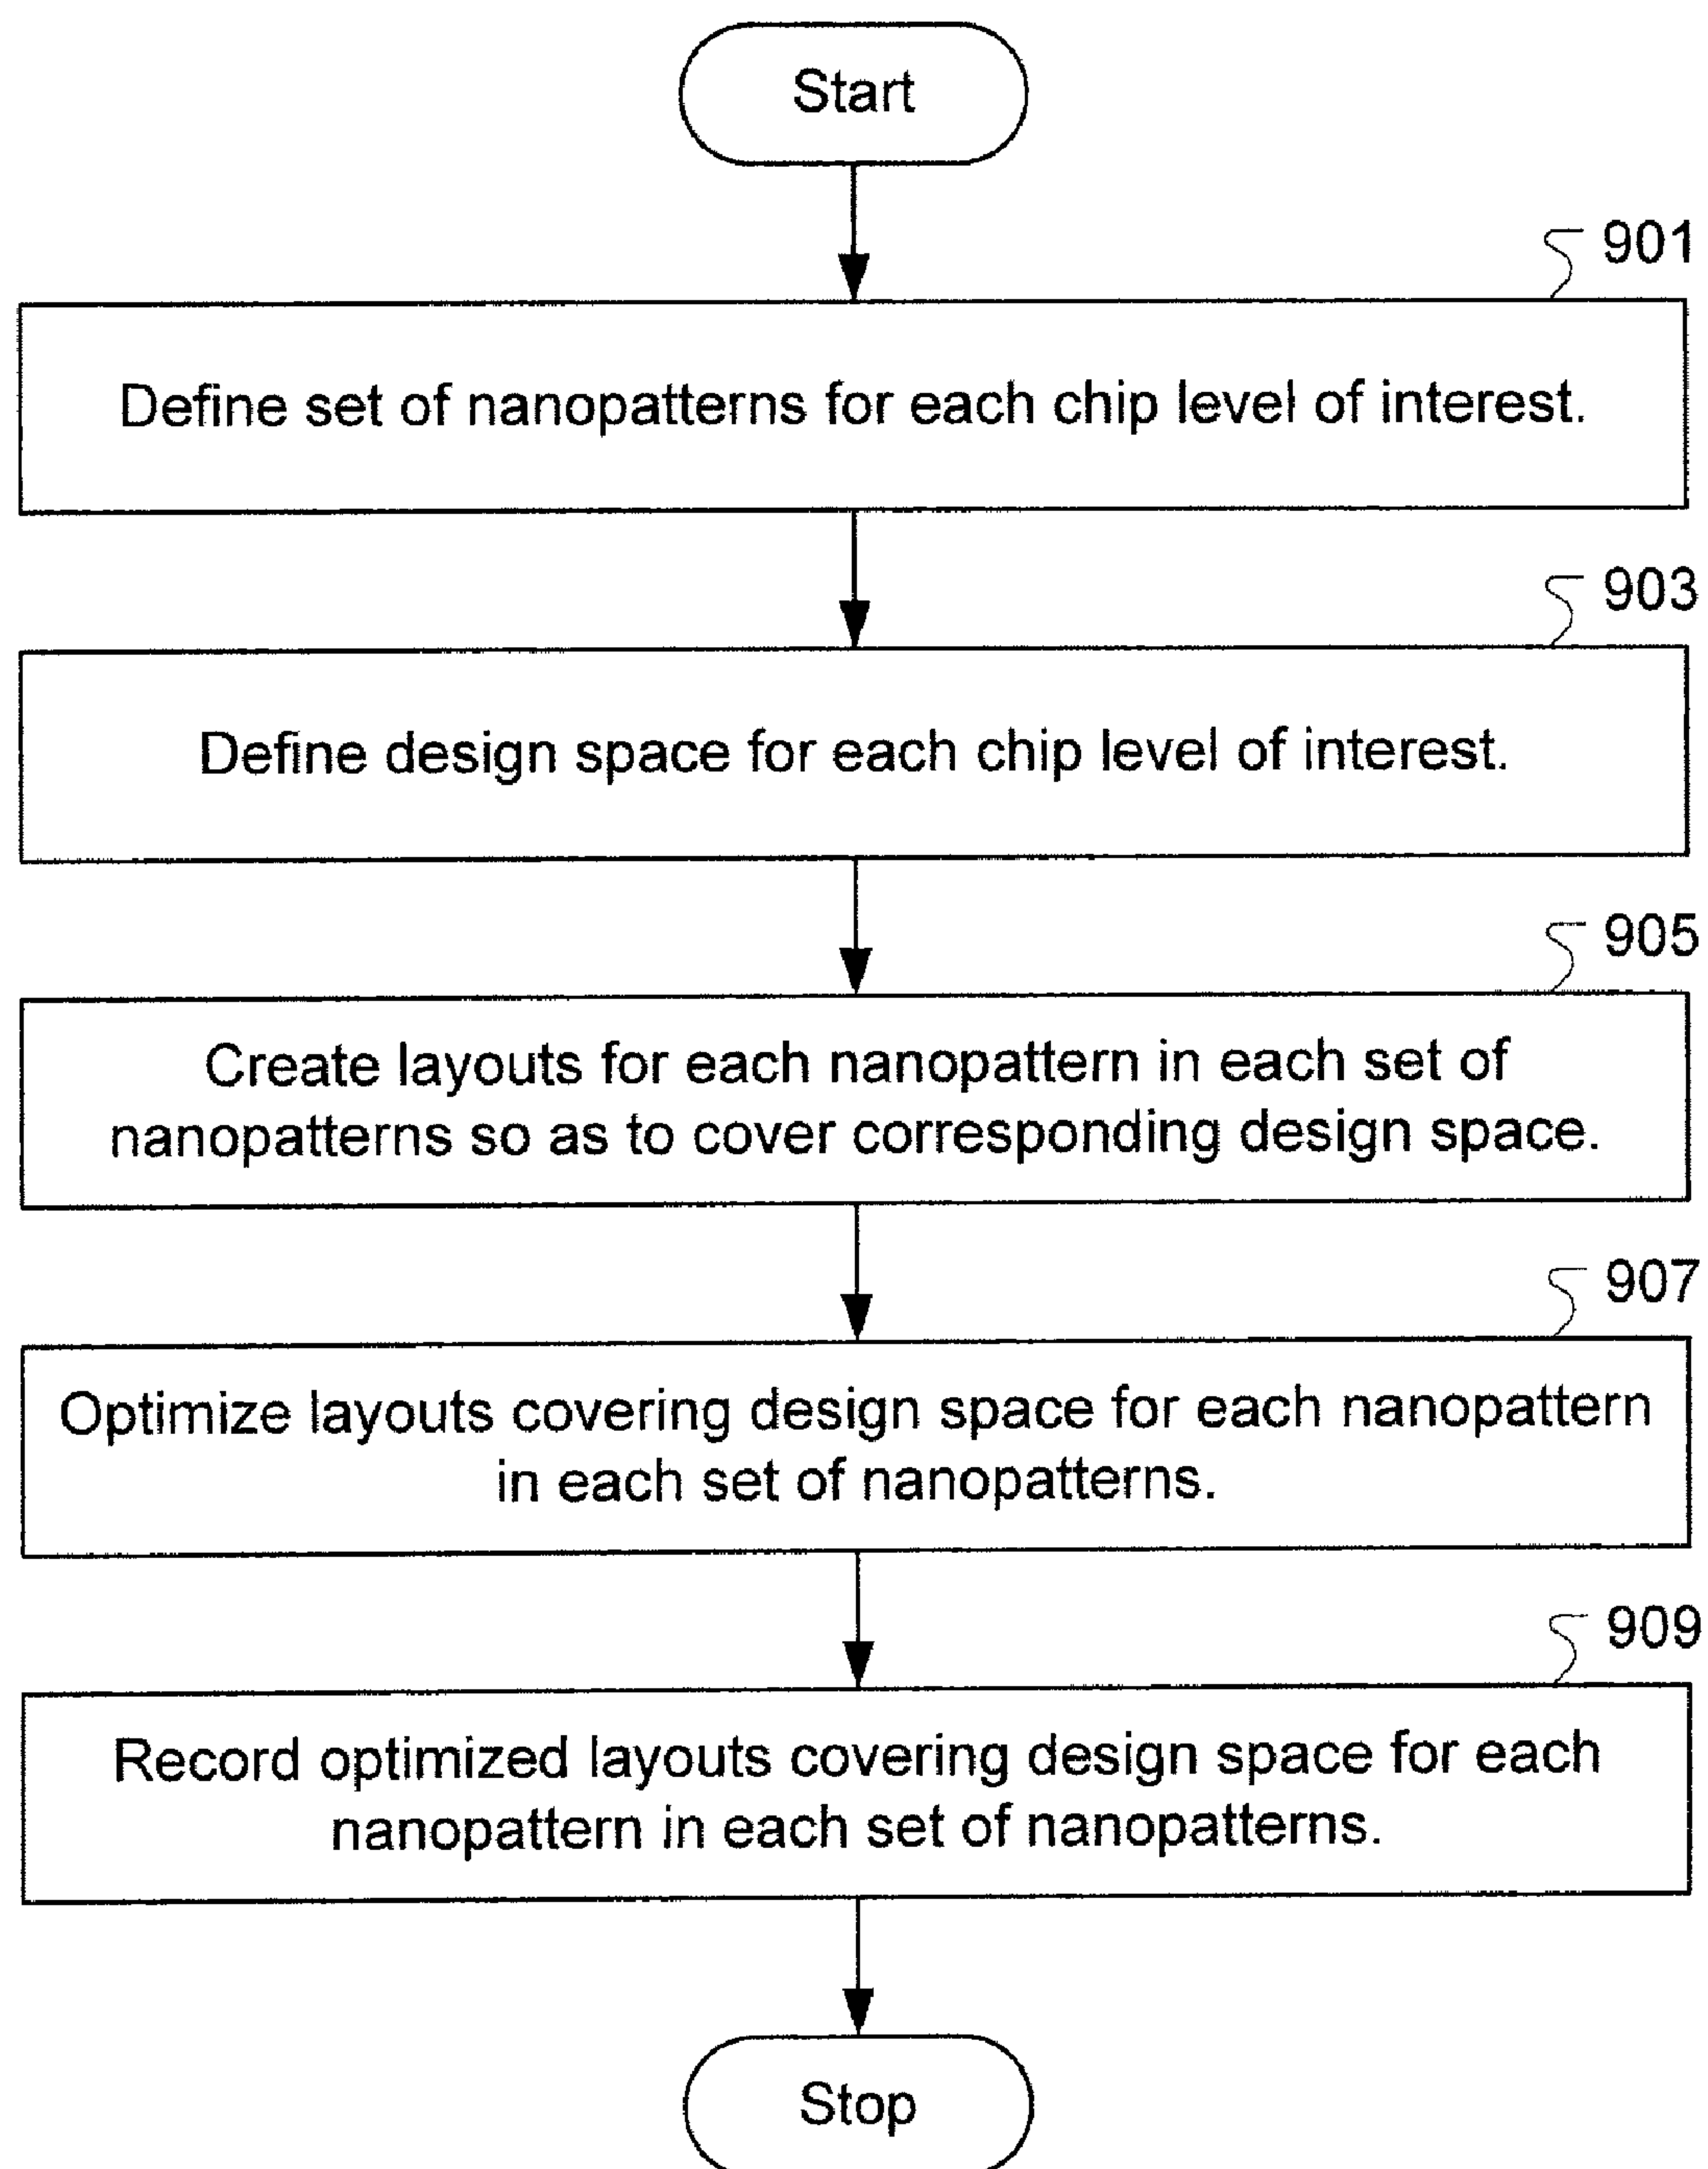 Start
901
Define set of nanopatterns for each chip level of interest.
903
Define design space for each chip level of interest.
905
Create layouts for each nanopattern in each set of
nanopatterns so as to cover corresponding design space.
907
Optimize layouts covering design space for each nanopattern
in each set of nanopatterns.
909
Record optimized layouts covering design space for each
nanopattern in each set of nanopatterns.
Stop